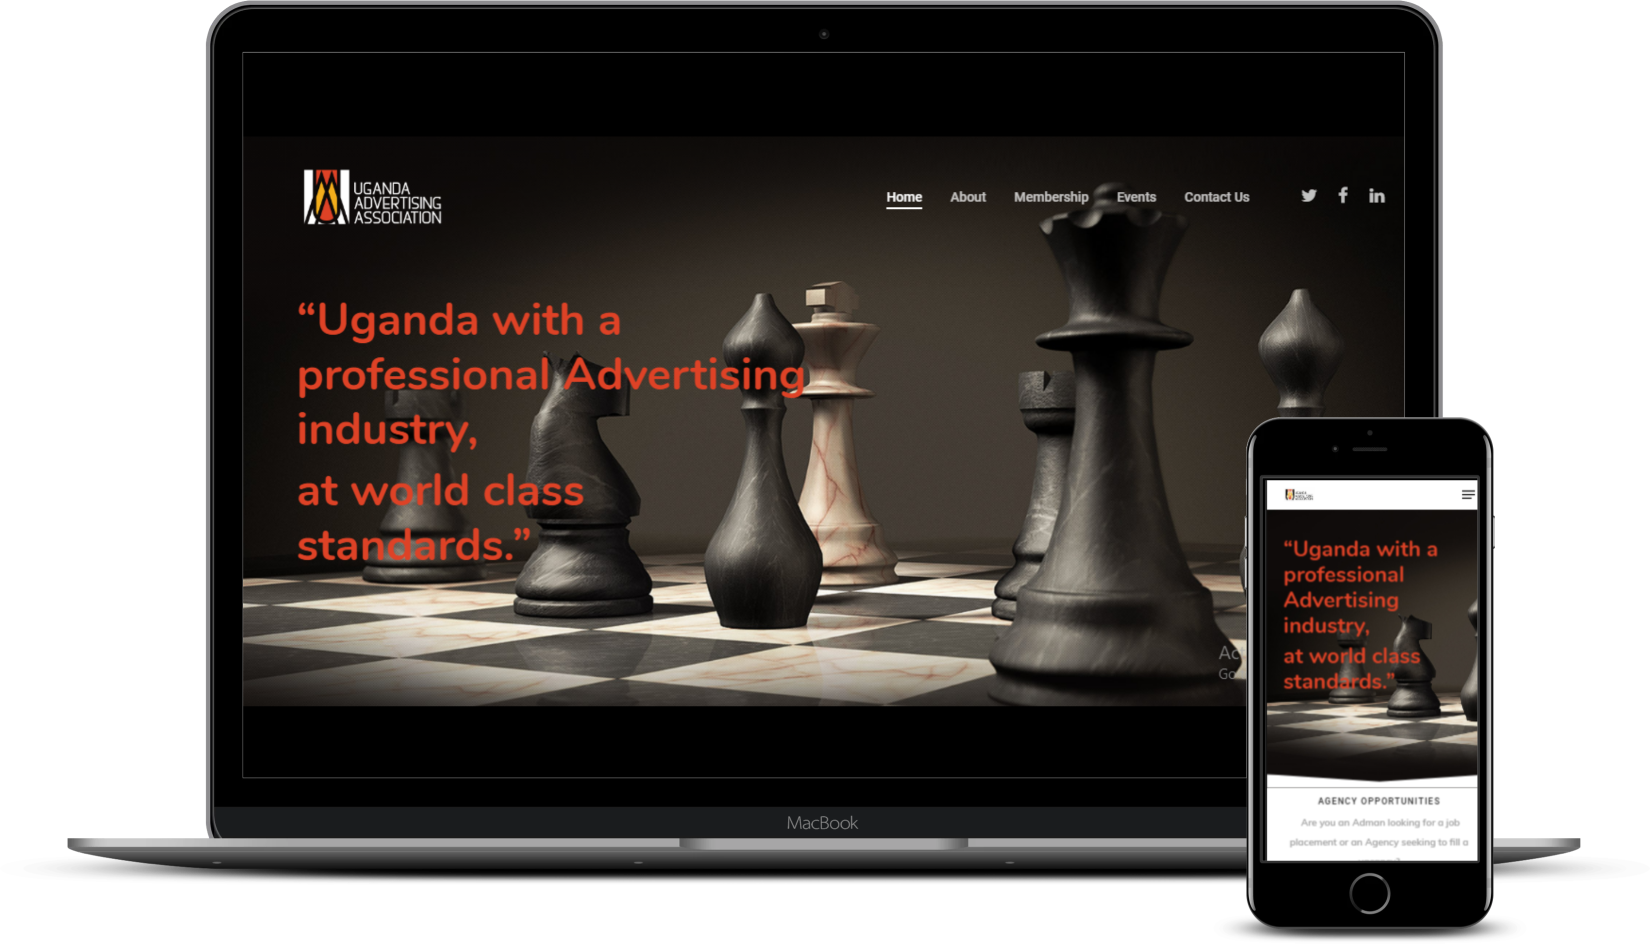 UGANDA
ADVERTISING
ASSOCIATION
Home About Membership Events Contact Us
“Uganda with a
professional Advertising
industry,
at world class
standards.”
Ac
Go
MacBook
“Uganda with a
professional
Advertising
industry,
at world class
standards.”
AGENCY OPPORTUNITIES
Are you an Adman looking for a job
placement or an Agency seeking to fill a